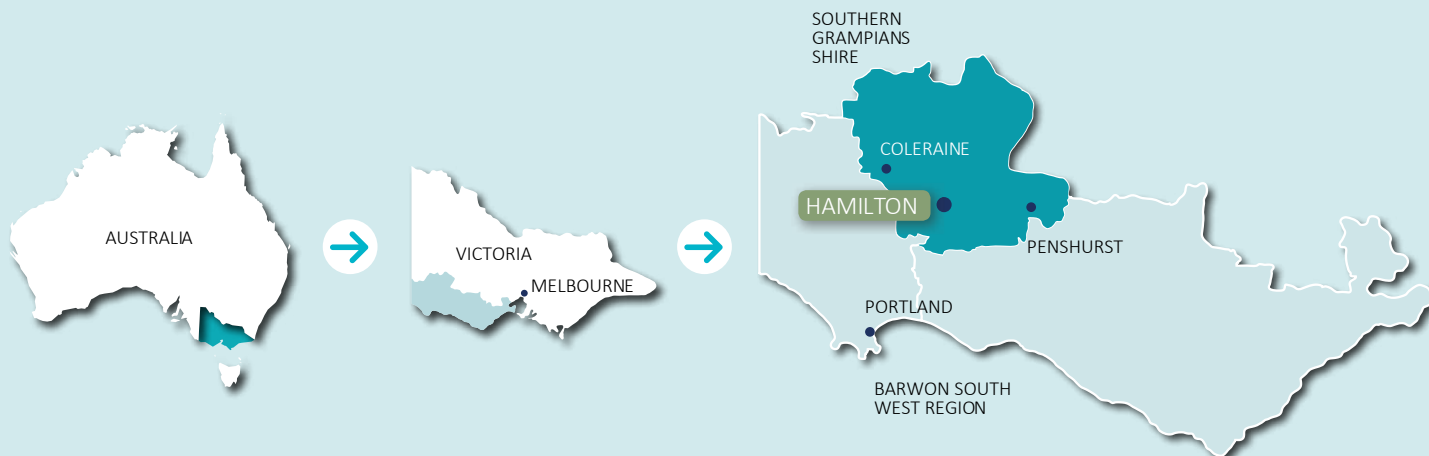 AUSTRALIA
VICTORIA
MELBOURNE
SOUTHERN
GRAMPIANS
SHIRE
COLERAINE
HAMILTON
PENSHURST
PORTLAND
BARWON SOUTH
WEST REGION